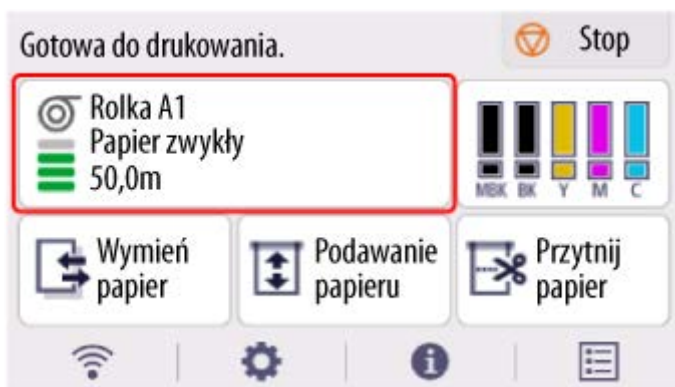 Gotowa do drukowania.
Stop
Rolka A1
Papier zwykły
50,0m
MBK BK Y M C
Wymień
papier
Podawanie
papieru
Przytnij
papier